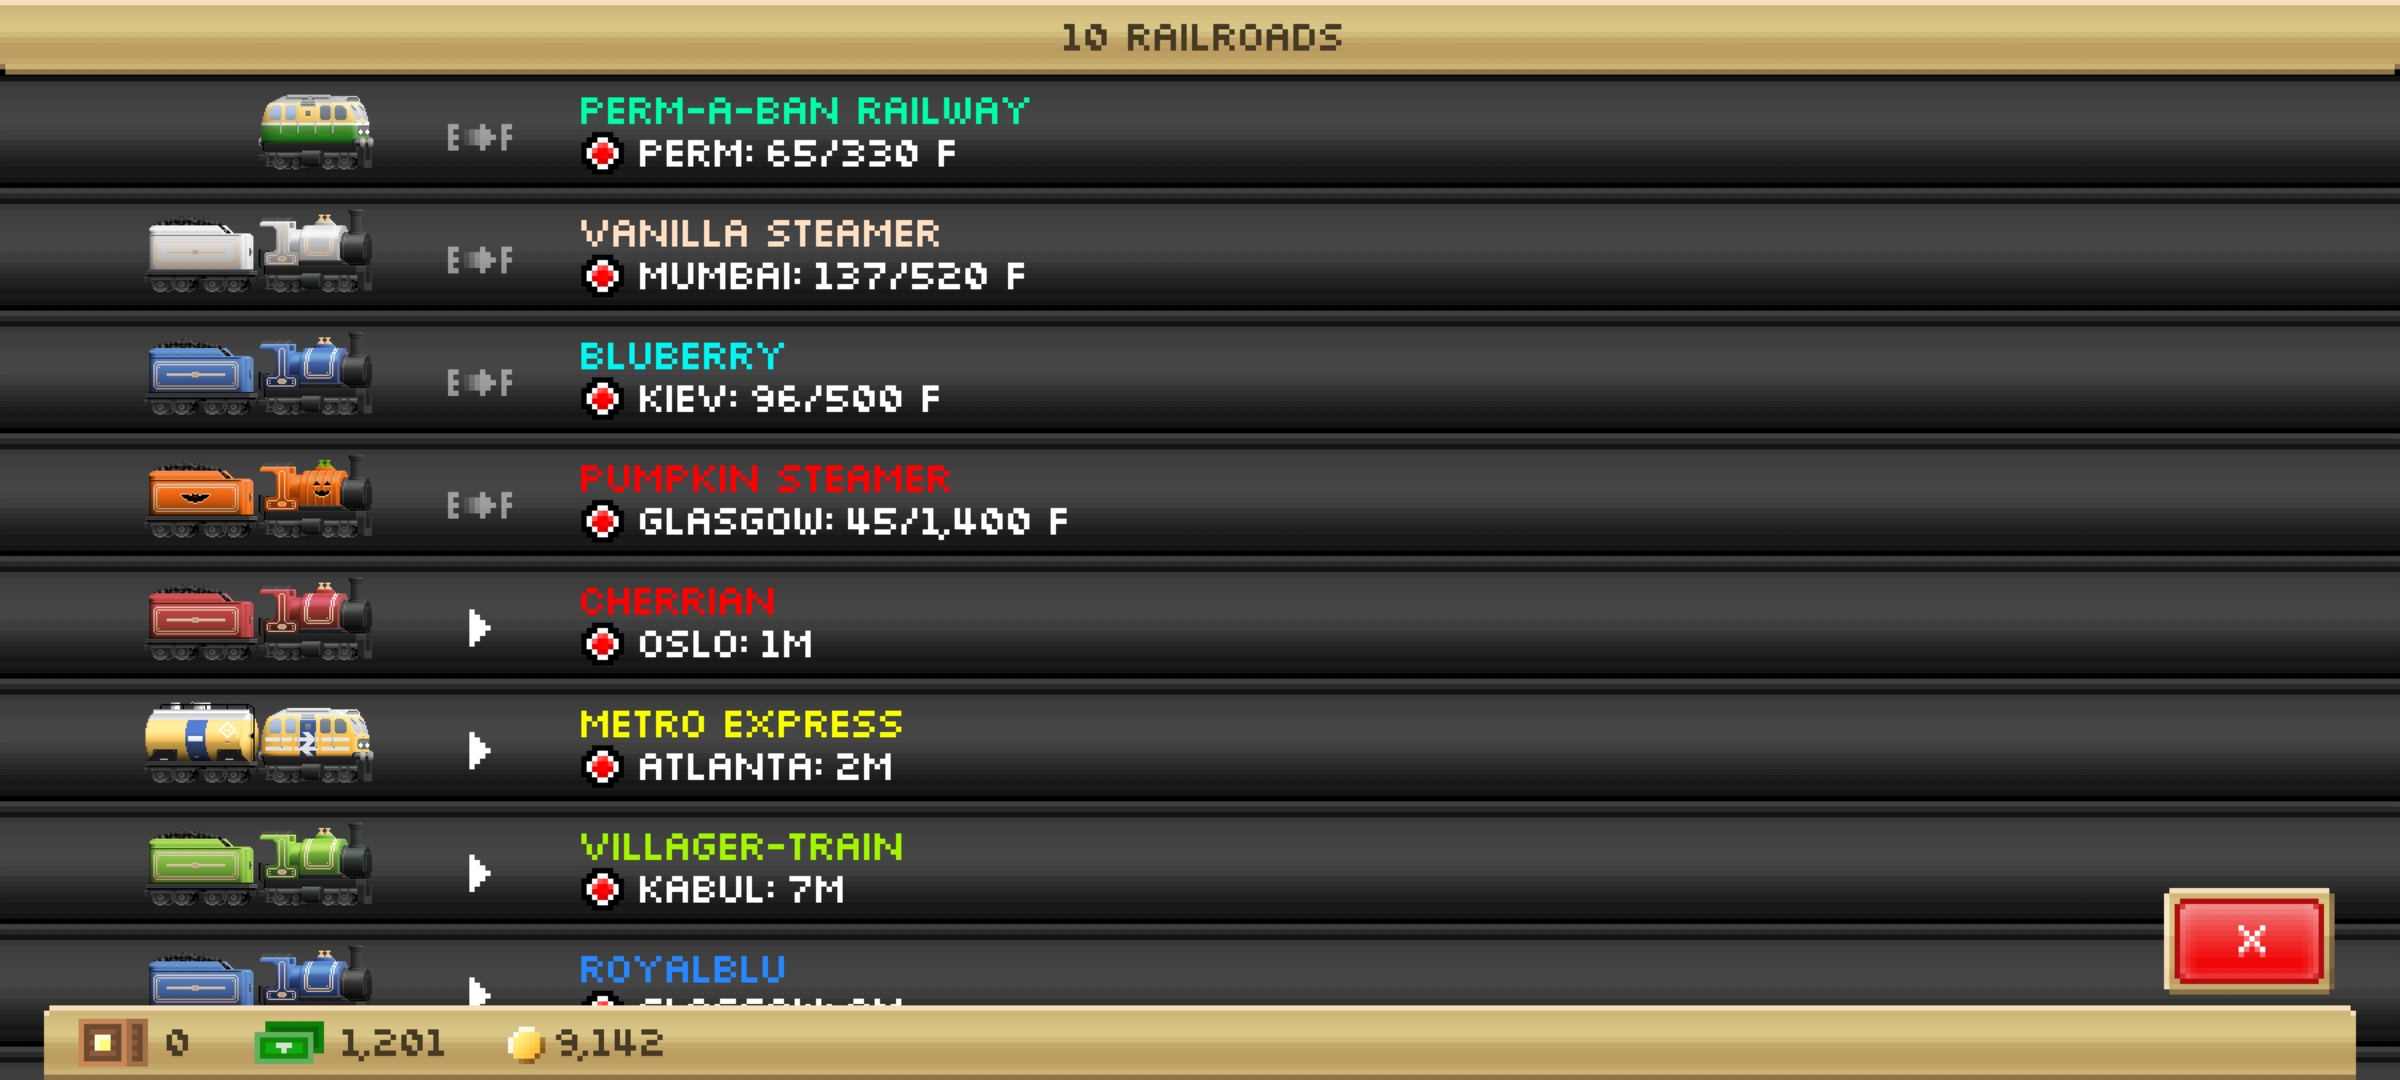 10 RAILROADS
PERM-A-BAN RAILWAY
E F
PERM: 65/330 F
VANILLA STEAMER
E F
MUMBAI: 137/520 F
BLUBERRY
E F
KIEV: 96/500 F
PUMPKIN STEAMER
E F
GLASGOW: 45/1,400 F
CHERRIAN
OSLO: 1M
METRO EXPRESS
ATLANTA: 2M
VILLAGER-TRAIN
KABUL: 7M
ROYALBLU
X
0 1,201 9,142